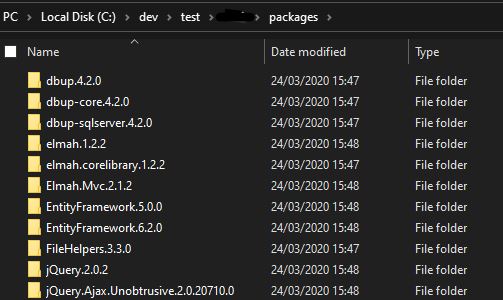 PC > Local Disk (C:) > dev > test > > packages >
Name Date modified Type
dbup.4.2.0 24/03/2020 15:47 File folder
dbup-core.4.2.0 24/03/2020 15:47 File folder
dbup-sqlserver.4.2.0 24/03/2020 15:47 File folder
elmah.1.2.2 24/03/2020 15:48 File folder
elmah.corelibrary.1.2.2 24/03/2020 15:48 File folder
Elmah.Mvc.2.1.2 24/03/2020 15:48 File folder
EntityFramework.5.0.0 24/03/2020 15:48 File folder
EntityFramework.6.2.0 24/03/2020 15:48 File folder
FileHelpers.3.3.0 24/03/2020 15:47 File folder
jQuery.2.0.2 24/03/2020 15:48 File folder
jQuery.Ajax.Unobtrusive.2.0.20710.0 24/03/2020 15:48 File folder